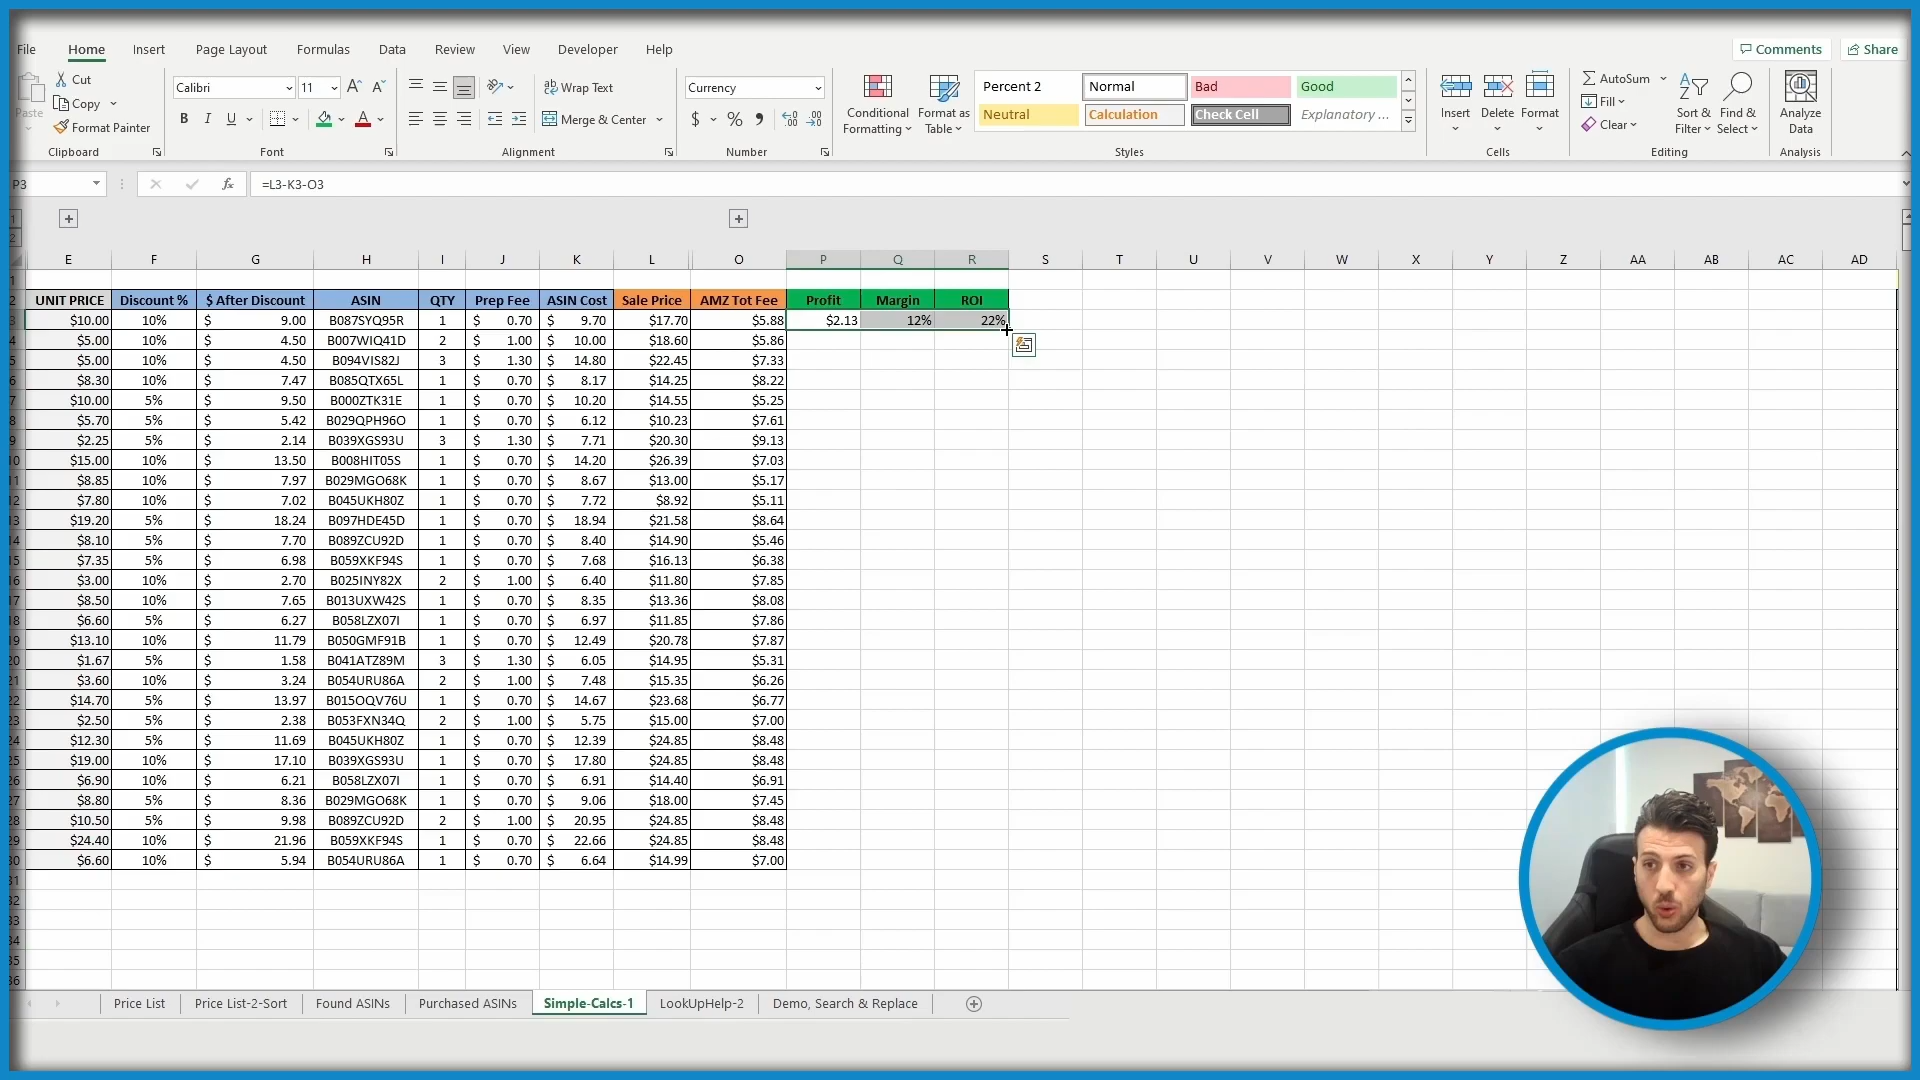 File Home Insert Page Layout Formulas Data Review View Developer Help Comments Share
Paste Cut Copy Format Painter Clipboard
Calibri 11 A A B I U A Font
Wrap Text Merge & Center Alignment
Currency $ % Number
Conditional Formatting Format as Table
Percent 2 Normal Bad Good
Neutral Calculation Check Cell Explanatory ...
Styles
Insert Delete Format Cells
AutoSum Fill Clear Sort & Filter Find & Select Editing
Analyze Data Analysis
P3 fx =L3-K3-O3
1
2
E F G H I J K L O P Q R S T U V W X Y Z AA AB AC AD
UNIT PRICE Discount % $ After Discount ASIN QTY Prep Fee ASIN Cost Sale Price AMZ Tot Fee Profit Margin ROI
$10.00 10% $ 9.00 B087SYQ95R 1 $ 0.70 $ 9.70 $17.70 $5.88 $2.13 12% 22%
$5.00 10% $ 4.50 B007WIQ41D 2 $ 1.00 $ 10.00 $18.60 $5.86
$5.00 10% $ 4.50 B094VIS82J 3 $ 1.30 $ 14.80 $22.45 $7.33
$8.30 10% $ 7.47 B085QTX65L 1 $ 0.70 $ 8.17 $14.25 $8.22
$10.00 5% $ 9.50 B000ZTK31E 1 $ 0.70 $ 10.20 $14.55 $5.25
$5.70 5% $ 5.42 B029QPH96O 1 $ 0.70 $ 6.12 $10.23 $7.61
$2.25 5% $ 2.14 B039XGS93U 3 $ 1.30 $ 7.71 $20.30 $9.13
$15.00 10% $ 13.50 B008HIT05S 1 $ 0.70 $ 14.20 $26.39 $7.03
$8.85 10% $ 7.97 B029MGO68K 1 $ 0.70 $ 8.67 $13.00 $5.17
$7.80 10% $ 7.02 B045UKH80Z 1 $ 0.70 $ 7.72 $8.92 $5.11
$19.20 5% $ 18.24 B097HDE45D 1 $ 0.70 $ 18.94 $21.58 $8.64
$8.10 5% $ 7.70 B089ZCU92D 1 $ 0.70 $ 8.40 $14.90 $5.46
$7.35 5% $ 6.98 B059XKF94S 1 $ 0.70 $ 7.68 $16.13 $6.38
$3.00 10% $ 2.70 B025INY82X 2 $ 1.00 $ 6.40 $11.80 $7.85
$8.50 10% $ 7.65 B013UXW42S 1 $ 0.70 $ 8.35 $13.36 $8.08
$6.60 5% $ 6.27 B058LZX07I 1 $ 0.70 $ 6.97 $11.85 $7.86
$13.10 10% $ 11.79 B050GMF91B 1 $ 0.70 $ 12.49 $20.78 $7.87
$1.67 5% $ 1.58 B041ATZ89M 3 $ 1.30 $ 6.05 $14.95 $5.31
$3.60 10% $ 3.24 B054URU86A 2 $ 1.00 $ 7.48 $15.35 $6.26
$14.70 5% $ 13.97 B015OQV76U 1 $ 0.70 $ 14.67 $23.68 $6.77
$2.50 5% $ 2.38 B053FXN34Q 2 $ 1.00 $ 5.75 $15.00 $7.00
$12.30 5% $ 11.69 B045UKH80Z 1 $ 0.70 $ 12.39 $24.85 $8.48
$19.00 10% $ 17.10 B039XGS93U 1 $ 0.70 $ 17.80 $24.85 $8.48
$6.90 10% $ 6.21 B058LZX07I 1 $ 0.70 $ 6.91 $14.40 $6.91
$8.80 5% $ 8.36 B029MGO68K 1 $ 0.70 $ 9.06 $18.00 $7.45
$10.50 5% $ 9.98 B089ZCU92D 2 $ 1.00 $ 20.95 $24.85 $8.48
$24.40 10% $ 21.96 B059XKF94S 1 $ 0.70 $ 22.66 $24.85 $8.48
$6.60 10% $ 5.94 B054URU86A 1 $ 0.70 $ 6.64 $14.99 $7.00
Price List Price List-2-Sort Found ASINs Purchased ASINs Simple-Calcs-1 LookUpHelp-2 Demo, Search & Replace